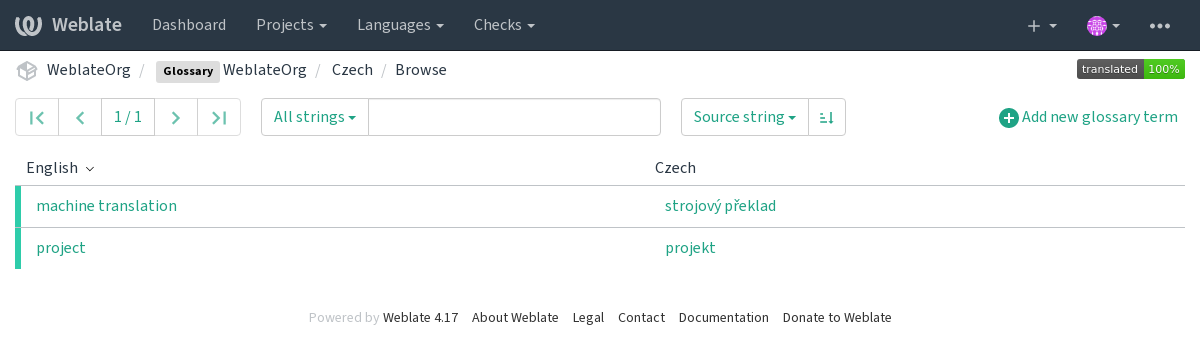 Weblate Dashboard Projects Languages Checks
WeblateOrg / Glossary WeblateOrg / Czech / Browse translated 100%
1 / 1 All strings Source string Add new glossary term
English Czech
machine translation strojový překlad
project projekt
Powered by Weblate 4.17 About Weblate Legal Contact Documentation Donate to Weblate